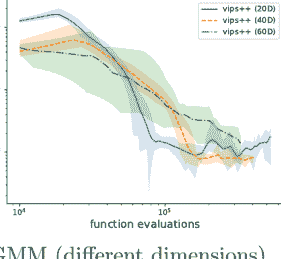 vips++ (20D)
vips++ (40D)
vips++ (60D)
10⁴
10⁵
function evaluations
GMM (different dimensions)